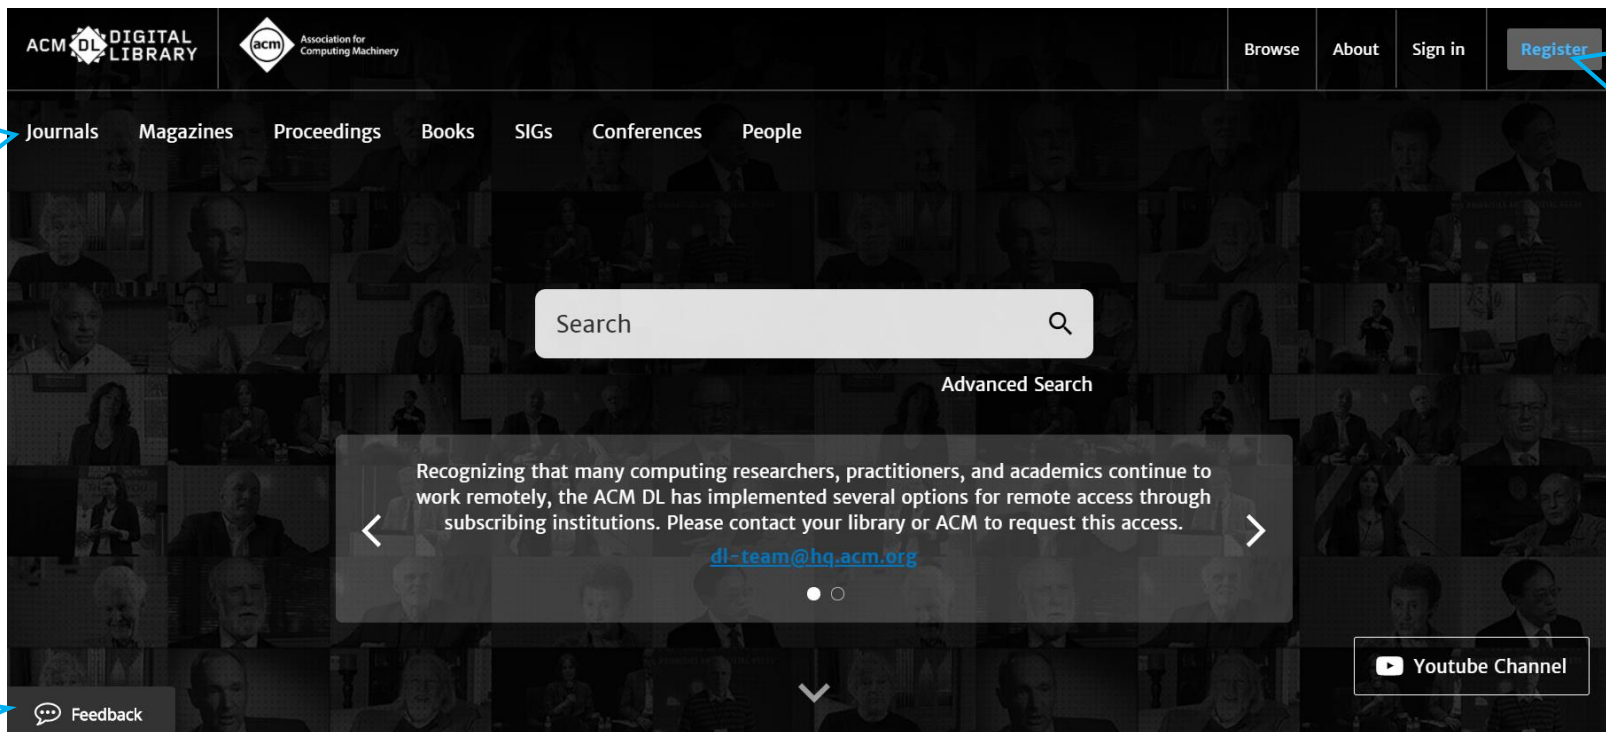 ACM DL DIGITAL
LIBRARY
acm
Association for
Computing Machinery
Browse
About
Sign in
Register
Journals
Magazines
Proceedings
Books
SIGs
Conferences
People
Search
Advanced Search
Recognizing that many computing researchers, practitioners, and academics continue to
work remotely, the ACM DL has implemented several options for remote access through
subscribing institutions. Please contact your library or ACM to request this access.
dl-team@hq.acm.org
Youtube Channel
Feedback